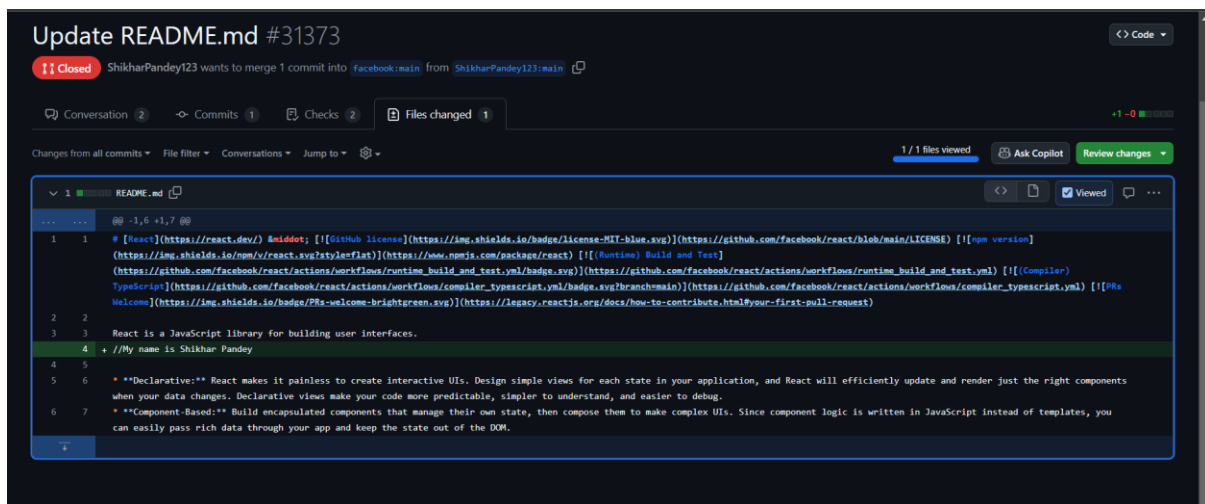 Update README.md #31373
<> Code
Closed ShikharPandey123 wants to merge 1 commit into facebook:main from ShikharPandey123:main
Conversation 2 Commits 1 Checks 2 Files changed 1 +1 −0
Changes from all commits File filter Conversations Jump to 1 / 1 files viewed Ask Copilot Review changes
1 README.md <> Viewed ...
... ... @@ -1,6 +1,7 @@
1 1 # [React](https://react.dev/) &middot; [![GitHub license](https://img.shields.io/badge/license-MIT-blue.svg)](https://github.com/facebook/react/blob/main/LICENSE) [![npm version]
(https://img.shields.io/npm/v/react.svg?style=flat)](https://www.npmjs.com/package/react) [![(Runtime) Build and Test]
(https://github.com/facebook/react/actions/workflows/runtime_build_and_test.yml/badge.svg)](https://github.com/facebook/react/actions/workflows/runtime_build_and_test.yml) [![(Compiler)
TypeScript](https://github.com/facebook/react/actions/workflows/compiler_typescript.yml/badge.svg?branch=main)](https://github.com/facebook/react/actions/workflows/compiler_typescript.yml) [![PRs
Welcome](https://img.shields.io/badge/PRs-welcome-brightgreen.svg)](https://legacy.reactjs.org/docs/how-to-contribute.html#your-first-pull-request)
2 2
3 3 React is a JavaScript library for building user interfaces.
4 + //My name is Shikhar Pandey
4 5
5 6 * **Declarative:** React makes it painless to create interactive UIs. Design simple views for each state in your application, and React will efficiently update and render just the right components
when your data changes. Declarative views make your code more predictable, simpler to understand, and easier to debug.
6 7 * **Component-Based:** Build encapsulated components that manage their own state, then compose them to make complex UIs. Since component logic is written in JavaScript instead of templates, you
can easily pass rich data through your app and keep the state out of the DOM.